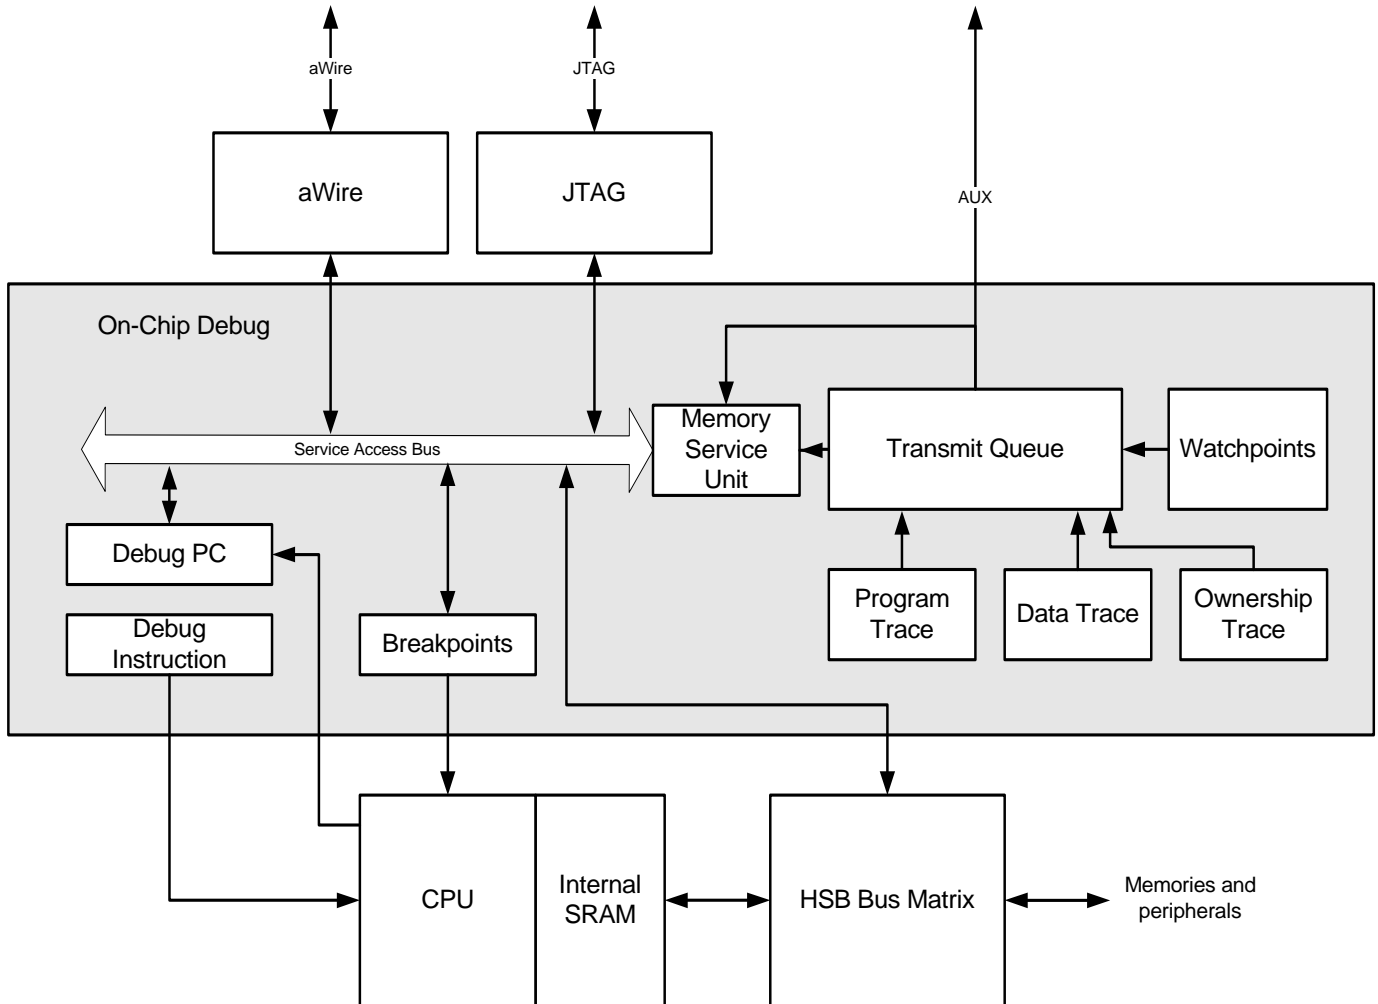 aWire
JTAG
aWire
JTAG
AUX
On-Chip Debug
Service Access Bus
Memory
Service
Unit
Transmit Queue
Watchpoints
Debug PC
Debug
Instruction
Breakpoints
Program
Trace
Data Trace
Ownership
Trace
CPU
Internal
SRAM
HSB Bus Matrix
Memories and
peripherals